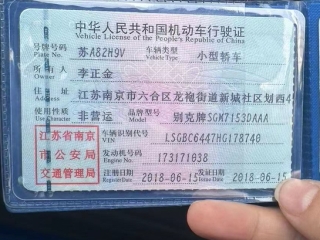 中华人民共和国机动车行驶证
Vehicle License of the People's Republic of China
号牌号码 Plate No. 苏A82H9V 车辆类型 Vehicle Type 小型轿车
所有人 Owner 李正金
住址 Address 江苏南京市六合区龙袍街道新城社区划西4
使用性质 Use Character 非营运 品牌型号 Model 别克牌SGM7153DAAA
江苏省南京 车辆识别代号 VIN LSGBC6447HG178740
市公安局 发动机号码 Engine No. 173171038
交通管理局 注册日期 Register Date 2018-06-15 发证日期 Issue Date 2018-06-15